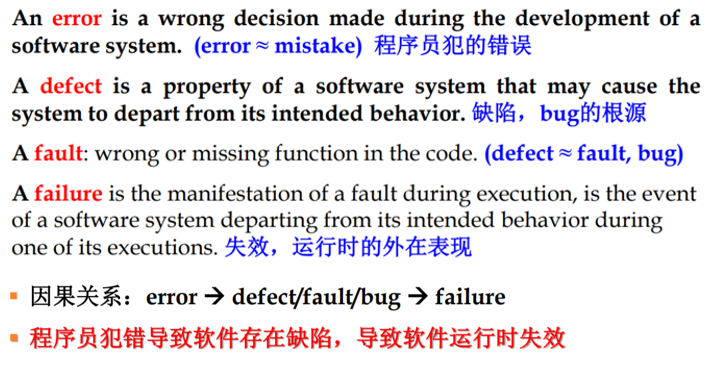 An error is a wrong decision made during the development of a
software system. (error ≈ mistake) 程序员犯的错误
A defect is a property of a software system that may cause the
system to depart from its intended behavior. 缺陷，bug的根源
A fault: wrong or missing function in the code. (defect ≈ fault, bug)
A failure is the manifestation of a fault during execution, is the event
of a software system departing from its intended behavior during
one of its executions. 失效，运行时的外在表现
▪ 因果关系：error → defect/fault/bug → failure
▪ 程序员犯错导致软件存在缺陷，导致软件运行时失效